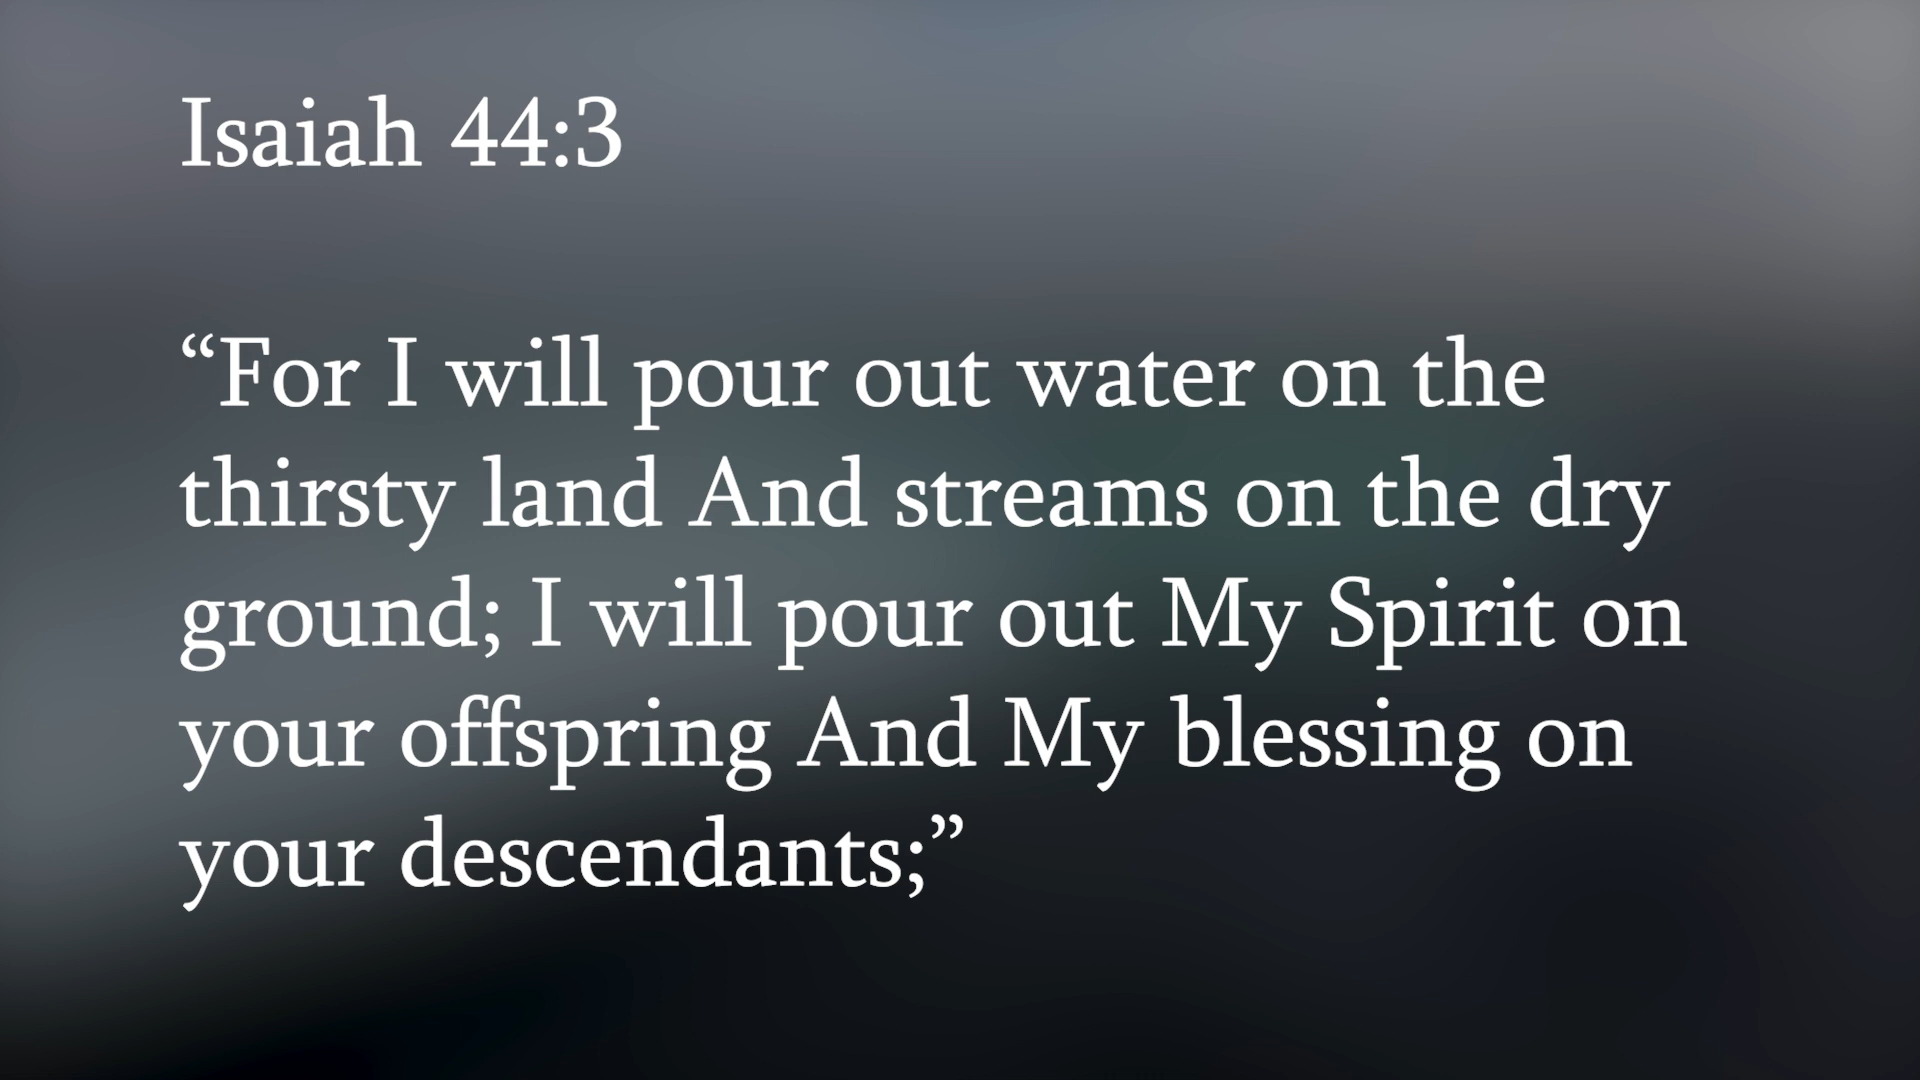 Isaiah 44:3
“For I will pour out water on the
thirsty land And streams on the dry
ground; I will pour out My Spirit on
your offspring And My blessing on
your descendants;”